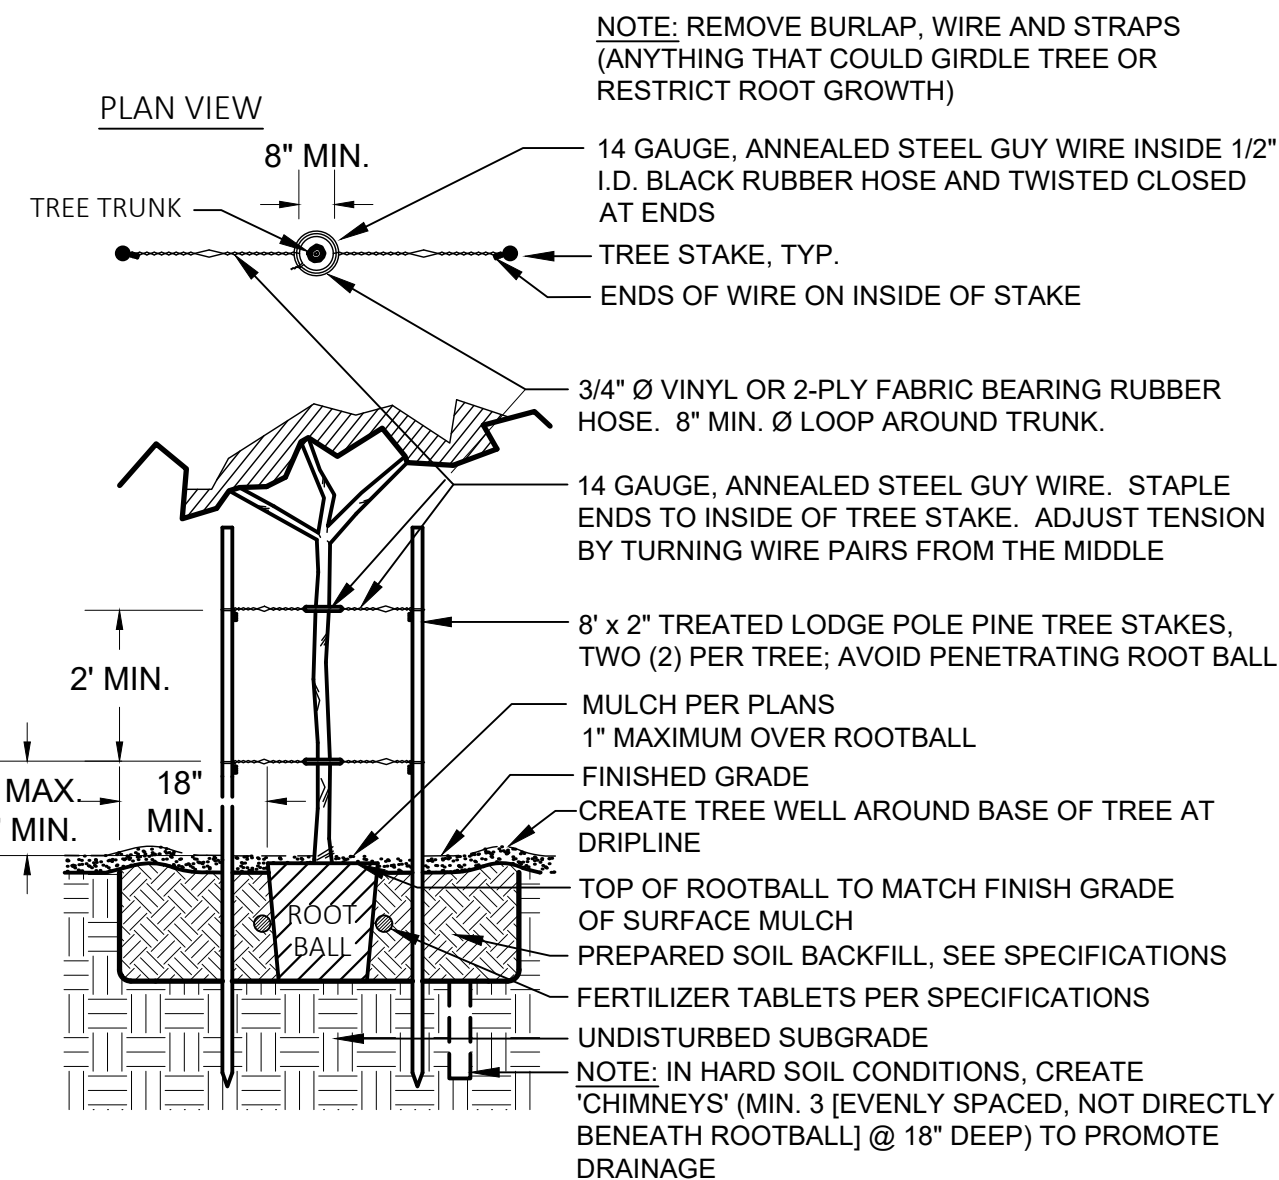 NOTE: REMOVE BURLAP, WIRE AND STRAPS
(ANYTHING THAT COULD GIRDLE TREE OR
RESTRICT ROOT GROWTH)
PLAN VIEW
8" MIN.
TREE TRUNK
14 GAUGE, ANNEALED STEEL GUY WIRE INSIDE 1/2"
I.D. BLACK RUBBER HOSE AND TWISTED CLOSED
AT ENDS
TREE STAKE, TYP.
ENDS OF WIRE ON INSIDE OF STAKE
3/4" Ø VINYL OR 2-PLY FABRIC BEARING RUBBER
HOSE. 8" MIN. Ø LOOP AROUND TRUNK.
14 GAUGE, ANNEALED STEEL GUY WIRE. STAPLE
ENDS TO INSIDE OF TREE STAKE. ADJUST TENSION
BY TURNING WIRE PAIRS FROM THE MIDDLE
8' x 2" TREATED LODGE POLE PINE TREE STAKES,
TWO (2) PER TREE; AVOID PENETRATING ROOT BALL
2' MIN.
MULCH PER PLANS
1" MAXIMUM OVER ROOTBALL
FINISHED GRADE
MAX.
MIN.
18"
MIN.
CREATE TREE WELL AROUND BASE OF TREE AT
DRIPLINE
TOP OF ROOTBALL TO MATCH FINISH GRADE
OF SURFACE MULCH
ROOT
BALL
PREPARED SOIL BACKFILL, SEE SPECIFICATIONS
FERTILIZER TABLETS PER SPECIFICATIONS
UNDISTURBED SUBGRADE
NOTE: IN HARD SOIL CONDITIONS, CREATE
'CHIMNEYS' (MIN. 3 [EVENLY SPACED, NOT DIRECTLY
BENEATH ROOTBALL] @ 18" DEEP) TO PROMOTE
DRAINAGE